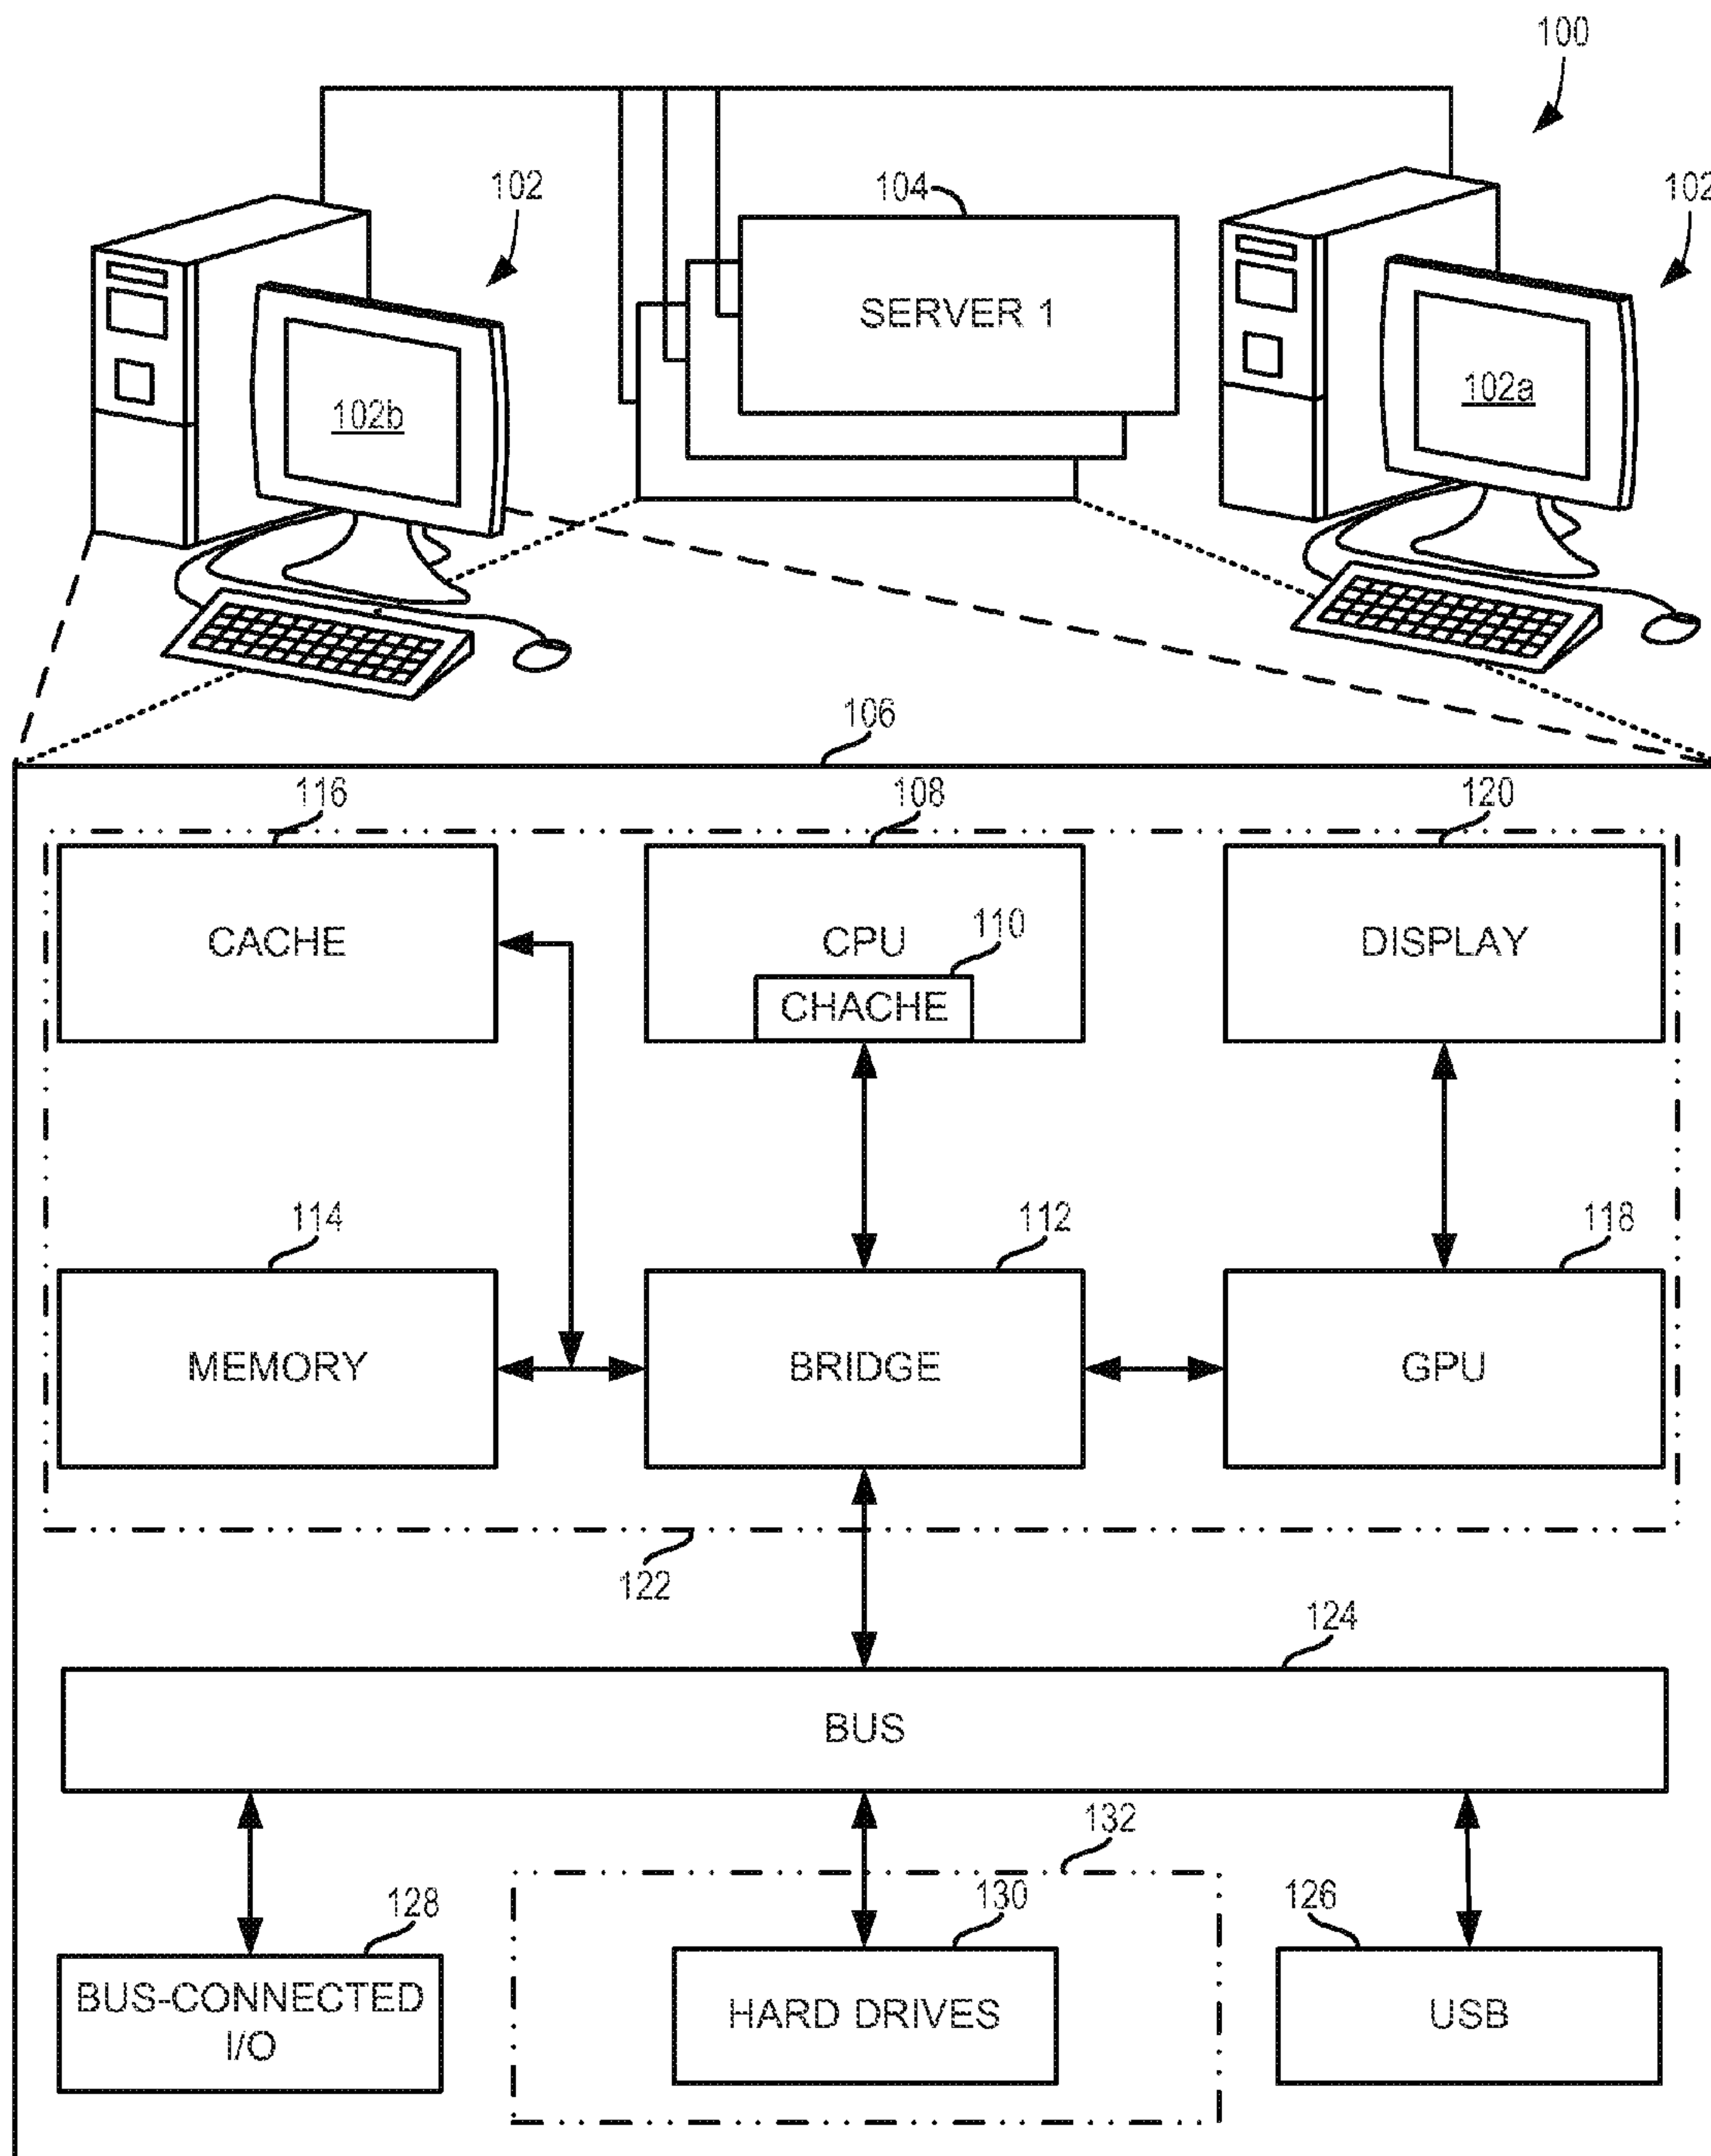 100
102
104
102
SERVER 1
102b
102a
106
116
108
120
CACHE
CPU
110
CHACHE
DISPLAY
114
112
118
MEMORY
BRIDGE
GPU
122
124
BUS
132
128
130
126
BUS-CONNECTED
I/O
HARD DRIVES
USB